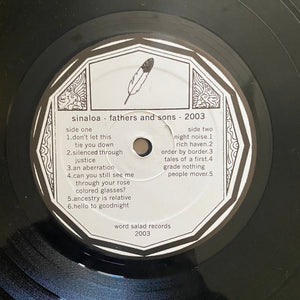 sinaloa - fathers and sons - 2003
side one
1.don't let this
tie you down
2.silenced through
justice
3.an aberration
4.can you still see me
through your rose
colored glasses?
5.ancestry is relative
6.hello to goodnight
side two
night noise.1
rich haven.2
order by border.3
tales of a first.4
grade nothing
people mover.5
word salad records
2003